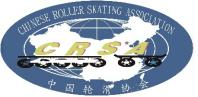 CHINESE ROLLER SKATING ASSOCIATION
CRSA
中国轮滑协会